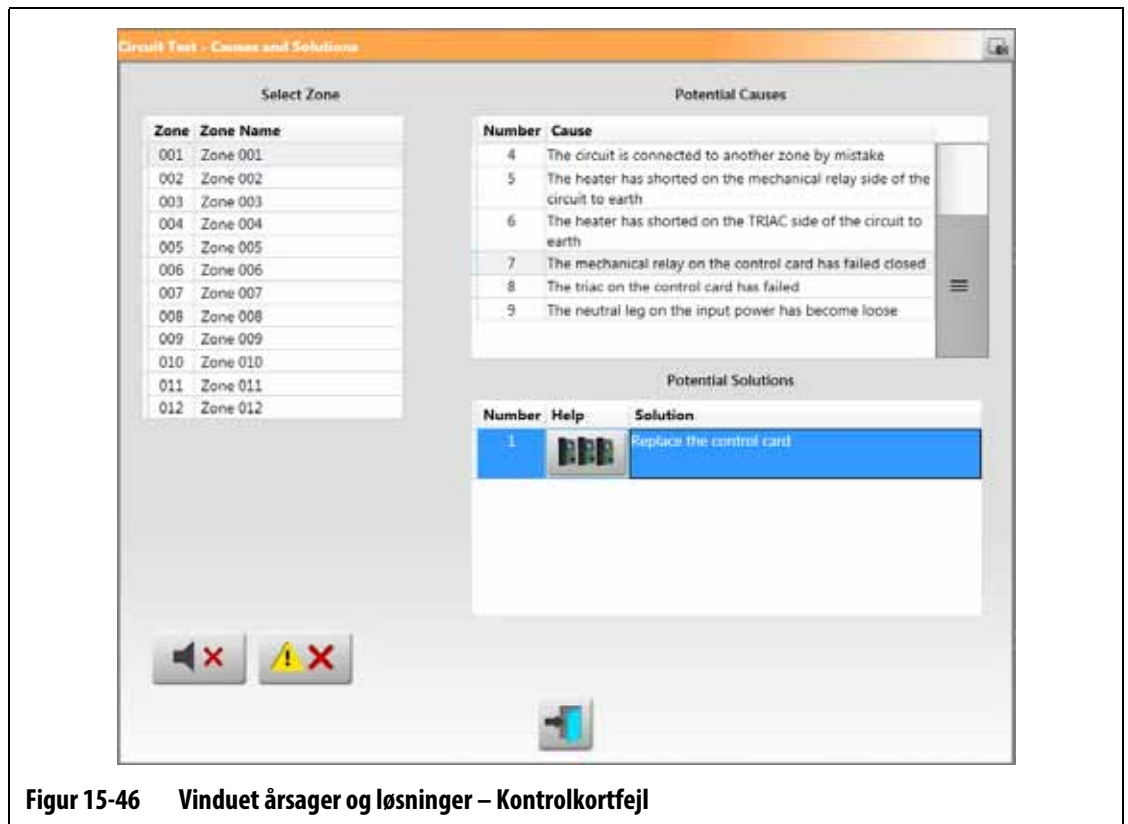 Circuit Test - Causes and Solutions
Select Zone
Zone Zone Name
001 Zone 001
002 Zone 002
003 Zone 003
004 Zone 004
005 Zone 005
006 Zone 006
007 Zone 007
008 Zone 008
009 Zone 009
010 Zone 010
011 Zone 011
012 Zone 012
Potential Causes
Number Cause
4 The circuit is connected to another zone by mistake
5 The heater has shorted on the mechanical relay side of the
circuit to earth
6 The heater has shorted on the TRIAC side of the circuit to
earth
7 The mechanical relay on the control card has failed closed
8 The triac on the control card has failed
9 The neutral leg on the input power has become loose
Potential Solutions
Number Help Solution
1 Replace the control card
Figur 15-46 Vinduet årsager og løsninger – Kontrolkortfejl